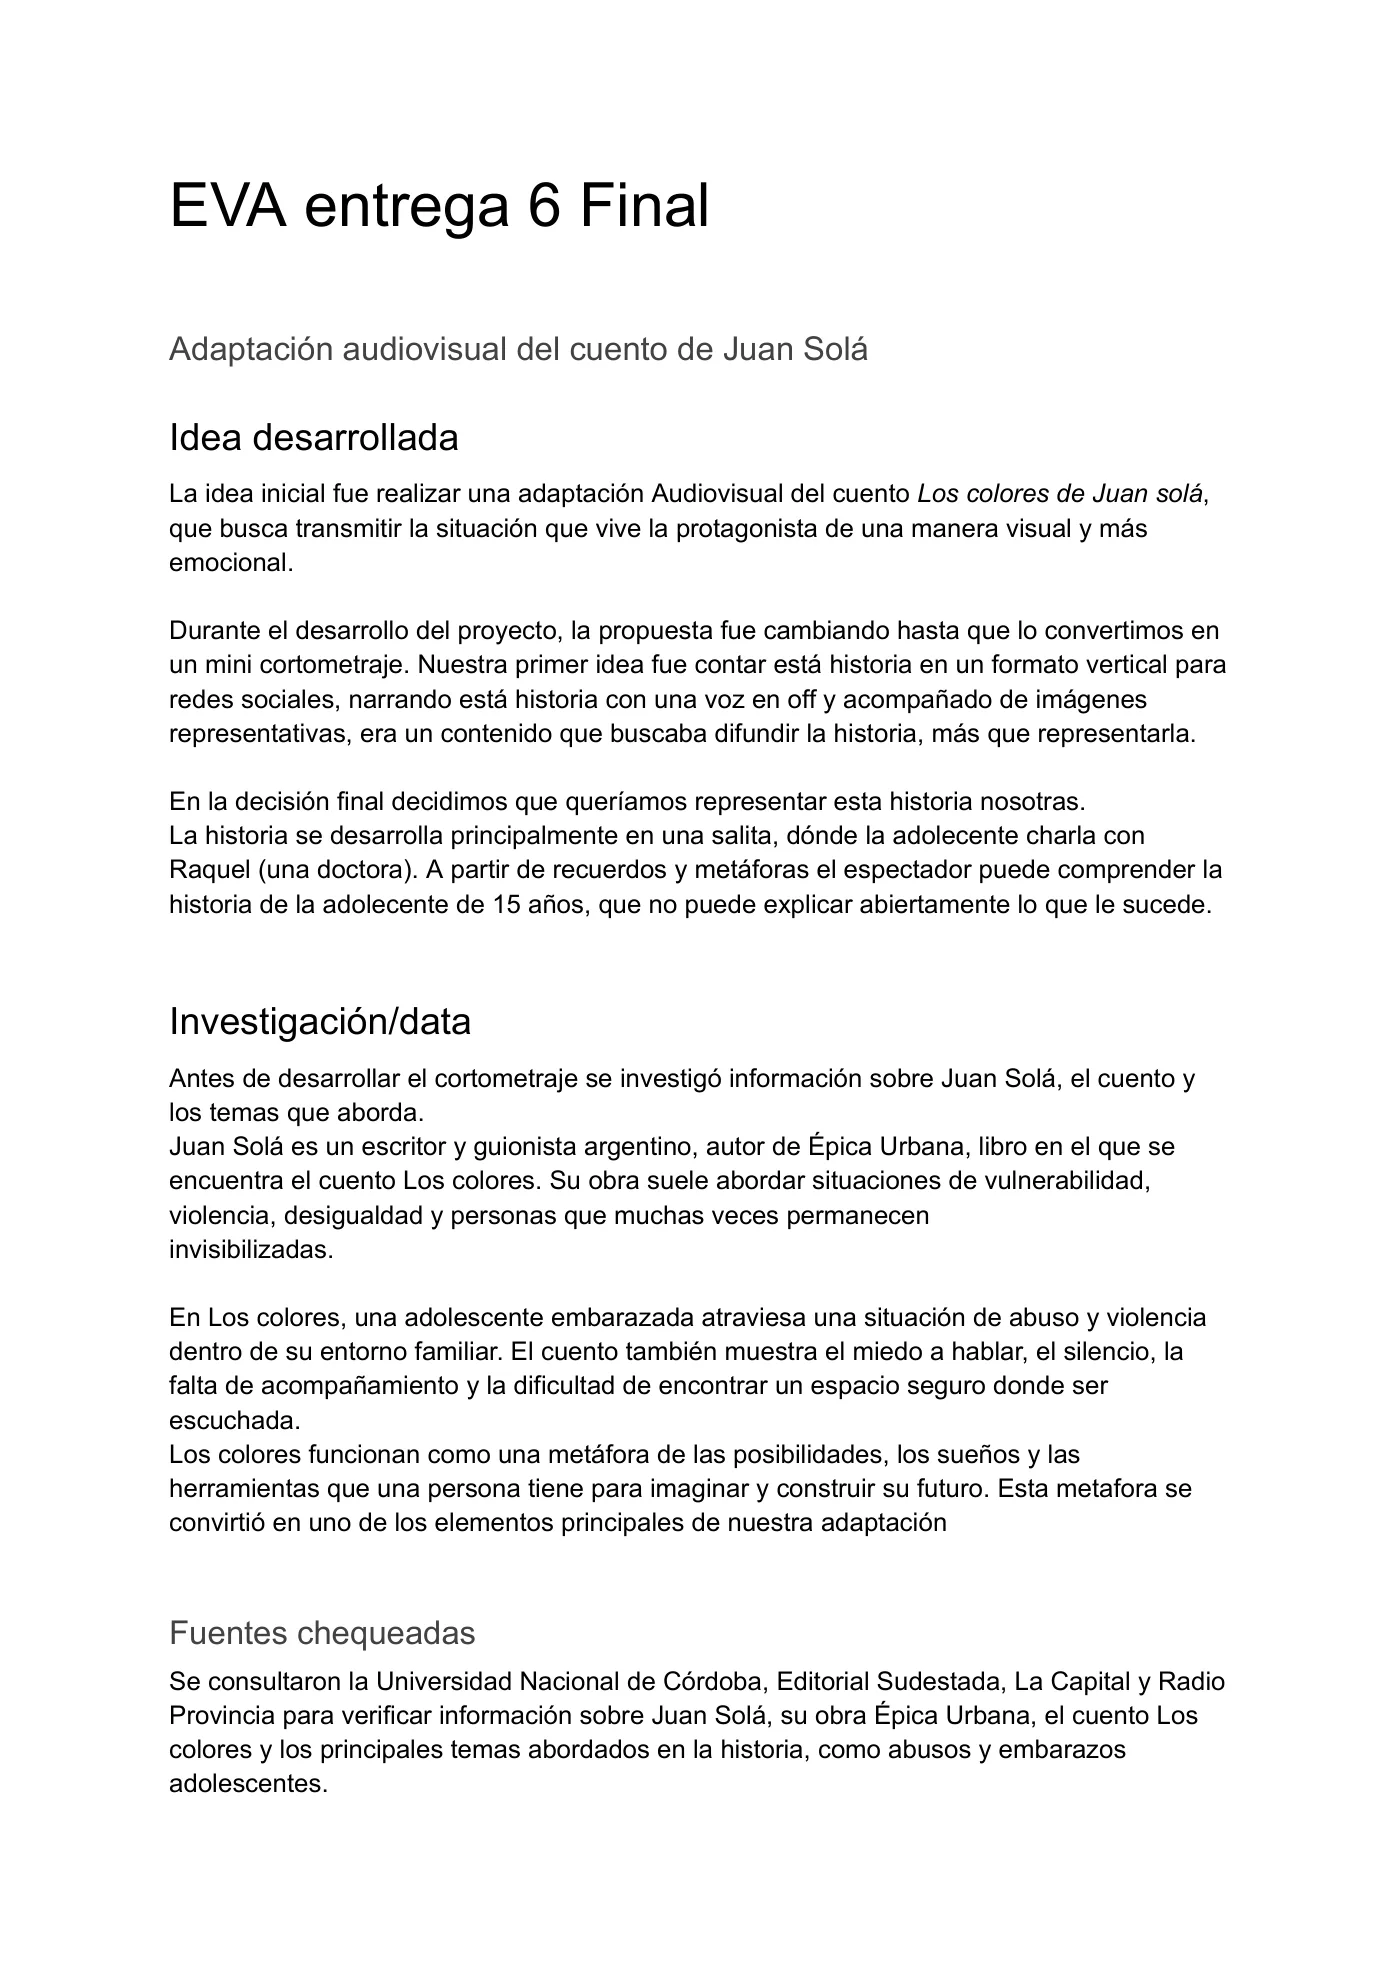 EVA entrega 6 Final
Adaptación audiovisual del cuento de Juan Solá
Idea desarrollada
La idea inicial fue realizar una adaptación Audiovisual del cuento Los colores de Juan solá,
que busca transmitir la situación que vive la protagonista de una manera visual y más
emocional.
Durante el desarrollo del proyecto, la propuesta fue cambiando hasta que lo convertimos en
un mini cortometraje. Nuestra primer idea fue contar está historia en un formato vertical para
redes sociales, narrando está historia con una voz en off y acompañado de imágenes
representativas, era un contenido que buscaba difundir la historia, más que representarla.
En la decisión final decidimos que queríamos representar esta historia nosotras.
La historia se desarrolla principalmente en una salita, dónde la adolecente charla con
Raquel (una doctora). A partir de recuerdos y metáforas el espectador puede comprender la
historia de la adolecente de 15 años, que no puede explicar abiertamente lo que le sucede.
Investigación/data
Antes de desarrollar el cortometraje se investigó información sobre Juan Solá, el cuento y
los temas que aborda.
Juan Solá es un escritor y guionista argentino, autor de Épica Urbana, libro en el que se
encuentra el cuento Los colores. Su obra suele abordar situaciones de vulnerabilidad,
violencia, desigualdad y personas que muchas veces permanecen
invisibilizadas.
En Los colores, una adolescente embarazada atraviesa una situación de abuso y violencia
dentro de su entorno familiar. El cuento también muestra el miedo a hablar, el silencio, la
falta de acompañamiento y la dificultad de encontrar un espacio seguro donde ser
escuchada.
Los colores funcionan como una metáfora de las posibilidades, los sueños y las
herramientas que una persona tiene para imaginar y construir su futuro. Esta metafora se
convirtió en uno de los elementos principales de nuestra adaptación
Fuentes chequeadas
Se consultaron la Universidad Nacional de Córdoba, Editorial Sudestada, La Capital y Radio
Provincia para verificar información sobre Juan Solá, su obra Épica Urbana, el cuento Los
colores y los principales temas abordados en la historia, como abusos y embarazos
adolescentes.